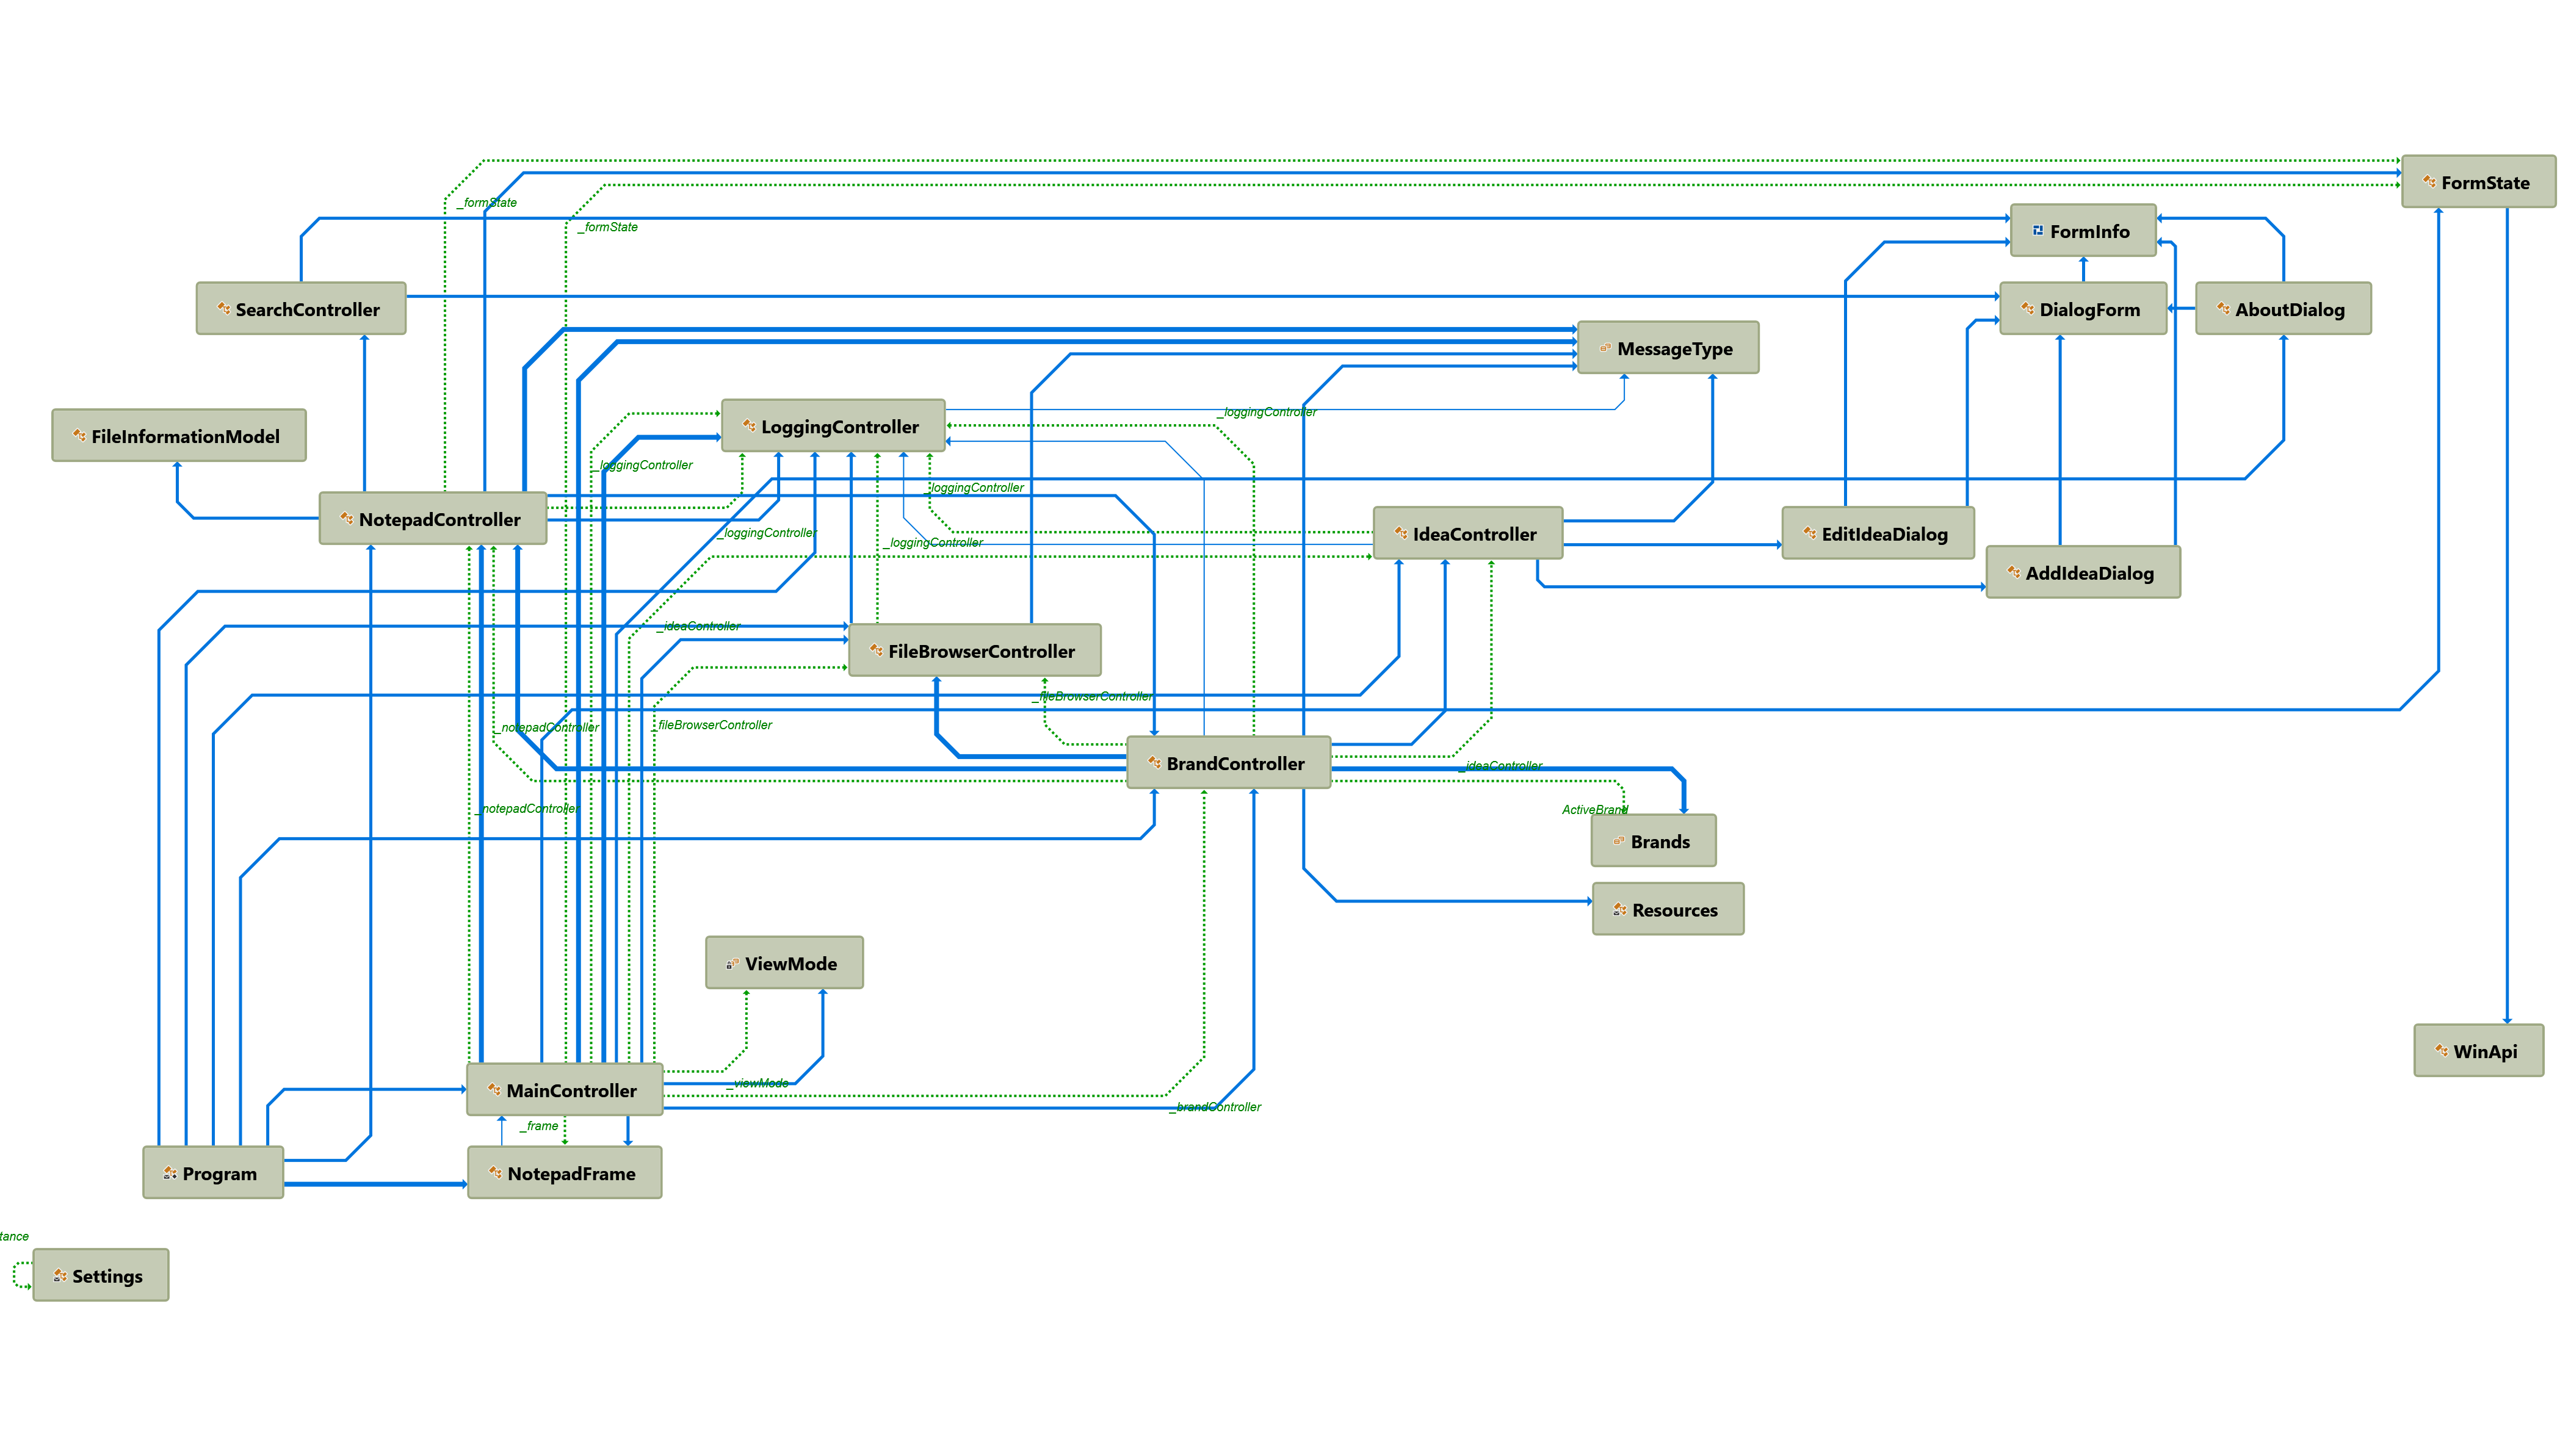 _formState
FormState
_formState
FormInfo
SearchController
DialogForm
AboutDialog
MessageType
_loggingController
LoggingController
FileInformationModel
_loggingController
_loggingController
NotepadController
_loggingController
_loggingController
IdeaController
EditIdeaDialog
AddIdeaDialog
_ideaController
FileBrowserController
_fileBrowserController
_notepadController
_fileBrowserController
BrandController
_ideaController
_notepadController
ActiveBrand
Brands
Resources
ViewMode
WinApi
_viewMode
MainController
_brandController
_frame
Program
NotepadFrame
tance
Settings